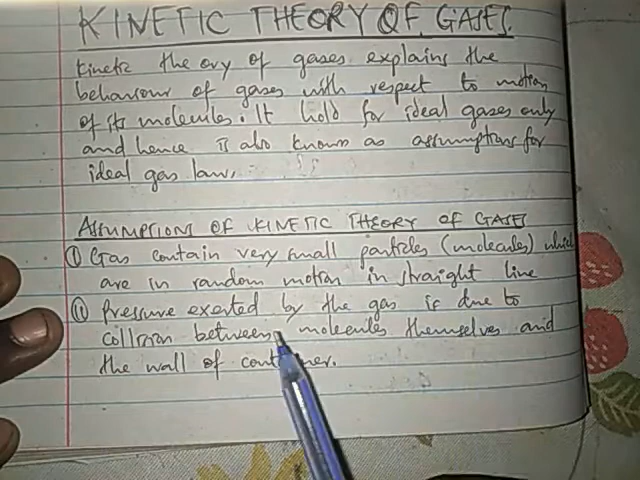 KINETIC THEORY OF GASES.
Kinetic the ory of gases explains the
behaviour of gases with respect to motion
of its molecules. It hold for ideal gases only
and hence is also known as assumptions for
ideal gas law.
ASSUMPTIONS OF KINETIC THEORY OF GASES
(i) Gas contain very small particles (molecules) which
are in random motion in straight line
(ii) Pressure exerted by the gas is due to
collision between molecules themselves and
the wall of